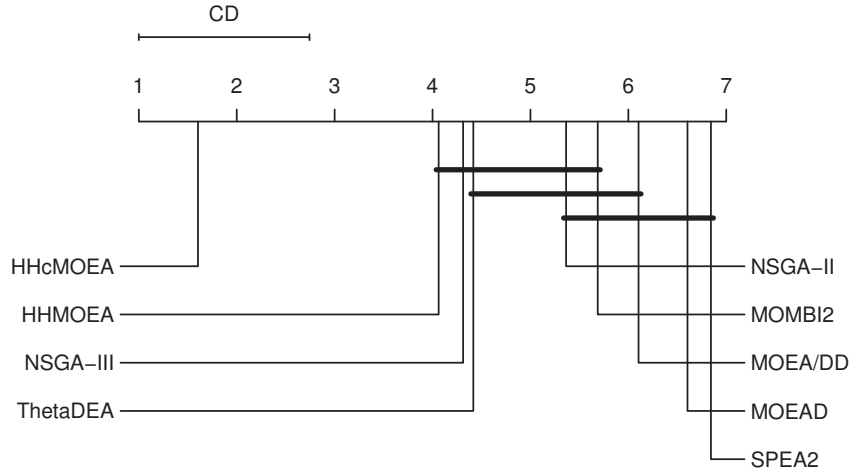 CD
1 2 3 4 5 6 7
HHcMOEA NSGA−II
HHMOEA MOMBI2
NSGA−III MOEA/DD
ThetaDEA MOEAD
SPEA2